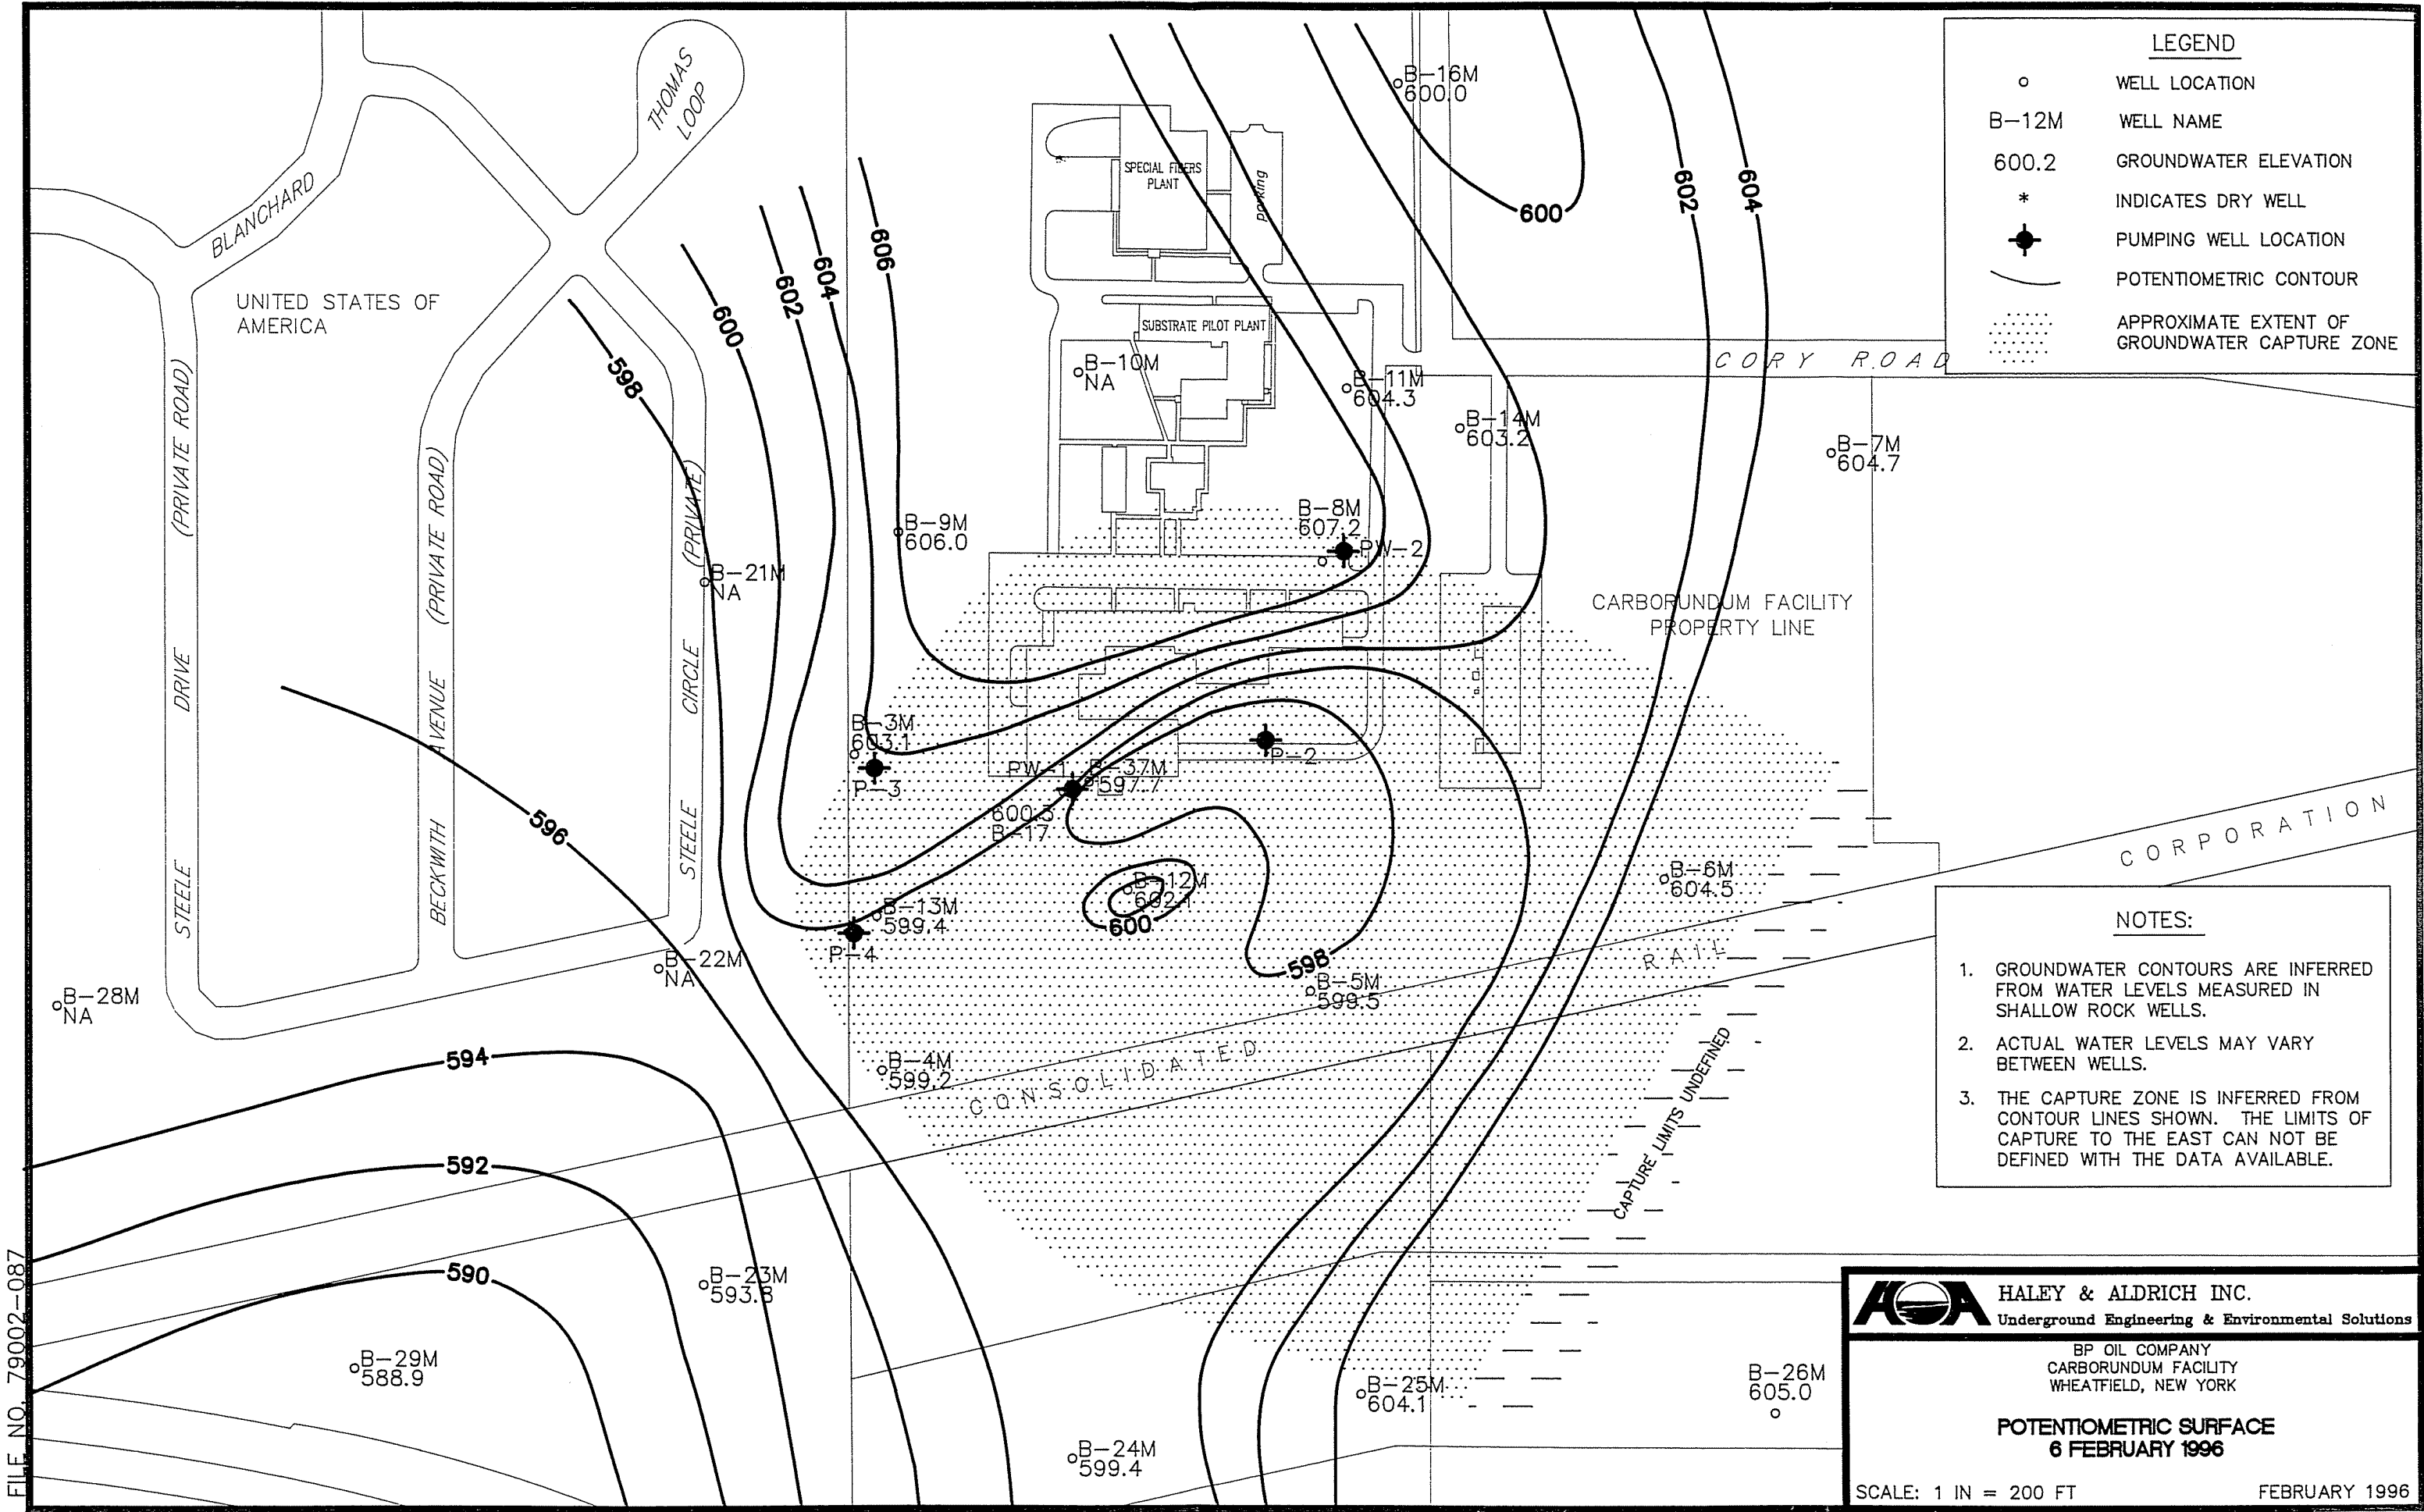 LEGEND
WELL LOCATION
B-12M WELL NAME
600.2 GROUNDWATER ELEVATION
* INDICATES DRY WELL
PUMPING WELL LOCATION
POTENTIOMETRIC CONTOUR
APPROXIMATE EXTENT OF
GROUNDWATER CAPTURE ZONE
THOMAS
LOOP
BLANCHARD
UNITED STATES OF
AMERICA
STEELE DRIVE (PRIVATE ROAD)
BECKWITH AVENUE (PRIVATE ROAD)
STEELE CIRCLE (PRIVATE)
SPECIAL FIBERS
PLANT
parking
SUBSTRATE PILOT PLANT
CORY ROAD
B-16M
600.0
600
602
604
606
604
602
600
598
596
594
592
590
600
598
B-10M
NA
B-11M
604.3
B-14M
603.2
B-7M
604.7
B-9M
606.0
B-8M
607.2
PW-2
B-21M
NA
CARBORUNDUM FACILITY
PROPERTY LINE
B-3M
603.1
P-3
P-2
PW-1
B-37M
597.7
600.3
B-17
B-12M
602.1
B-13M
599.4
P-4
B-6M
604.5
B-5M
599.5
B-22M
NA
B-28M
NA
B-4M
599.2
CONSOLIDATED RAIL CORPORATION
CAPTURE LIMITS UNDEFINED
B-23M
593.8
B-29M
588.9
B-24M
599.4
B-25M
604.1
B-26M
605.0
NOTES:
1. GROUNDWATER CONTOURS ARE INFERRED
FROM WATER LEVELS MEASURED IN
SHALLOW ROCK WELLS.
2. ACTUAL WATER LEVELS MAY VARY
BETWEEN WELLS.
3. THE CAPTURE ZONE IS INFERRED FROM
CONTOUR LINES SHOWN. THE LIMITS OF
CAPTURE TO THE EAST CAN NOT BE
DEFINED WITH THE DATA AVAILABLE.
FILE NO. 79002-087
HALEY & ALDRICH INC.
Underground Engineering & Environmental Solutions
BP OIL COMPANY
CARBORUNDUM FACILITY
WHEATFIELD, NEW YORK
POTENTIOMETRIC SURFACE
6 FEBRUARY 1996
SCALE: 1 IN = 200 FT FEBRUARY 1996